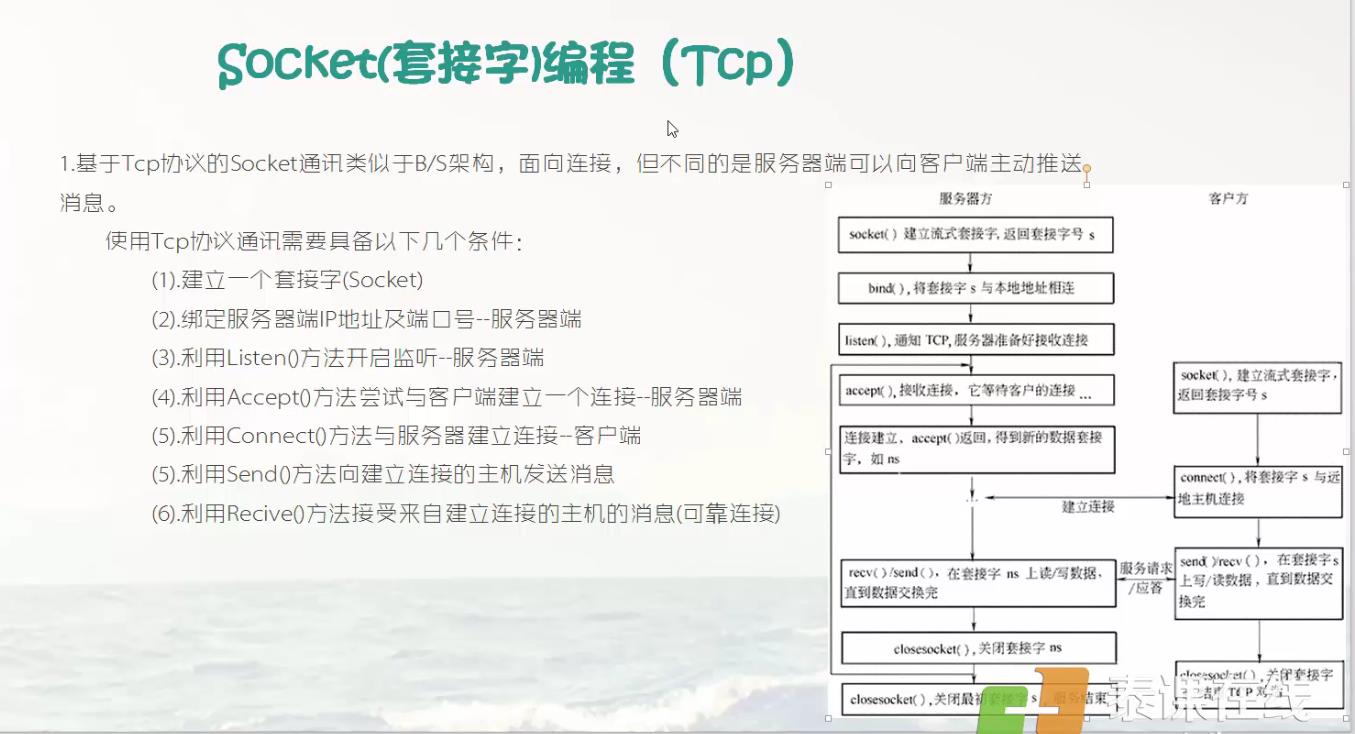 Socket(套接字)编程（Tcp）
1.基于Tcp协议的Socket通讯类似于B/S架构，面向连接，但不同的是服务器端可以向客户端主动推送
消息。
使用Tcp协议通讯需要具备以下几个条件：
(1).建立一个套接字(Socket)
(2).绑定服务器端IP地址及端口号--服务器端
(3).利用Listen()方法开启监听--服务器端
(4).利用Accept()方法尝试与客户端建立一个连接--服务器端
(5).利用Connect()方法与服务器建立连接--客户端
(5).利用Send()方法向建立连接的主机发送消息
(6).利用Recive()方法接受来自建立连接的主机的消息(可靠连接)
服务器方
socket( ) 建立流式套接字, 返回套接字号 s
bind( ), 将套接字 s 与本地地址相连
listen( ), 通知 TCP, 服务器准备好接收连接
accept( ), 接收连接，它等待客户的连接 ...
连接建立、accept( )返回, 得到新的数据套接
字，如 ns
...
建立连接
recv( )/send( )，在套接字 ns 上读/写数据，
直到数据交换完
服务请求
/应答
closesocket( ), 关闭套接字 ns
closesocket( ), 关闭最初套接字 s，服务结束
客户方
socket( ), 建立流式套接字，
返回套接字号 s
connect( ), 将套接字 s 与远
地主机连接
send( )/recv( )，在套接字 s
上写/读数据，直到数据交
换完
closesocket( ), 关闭套接字
结束 TCP 对
泰课在线